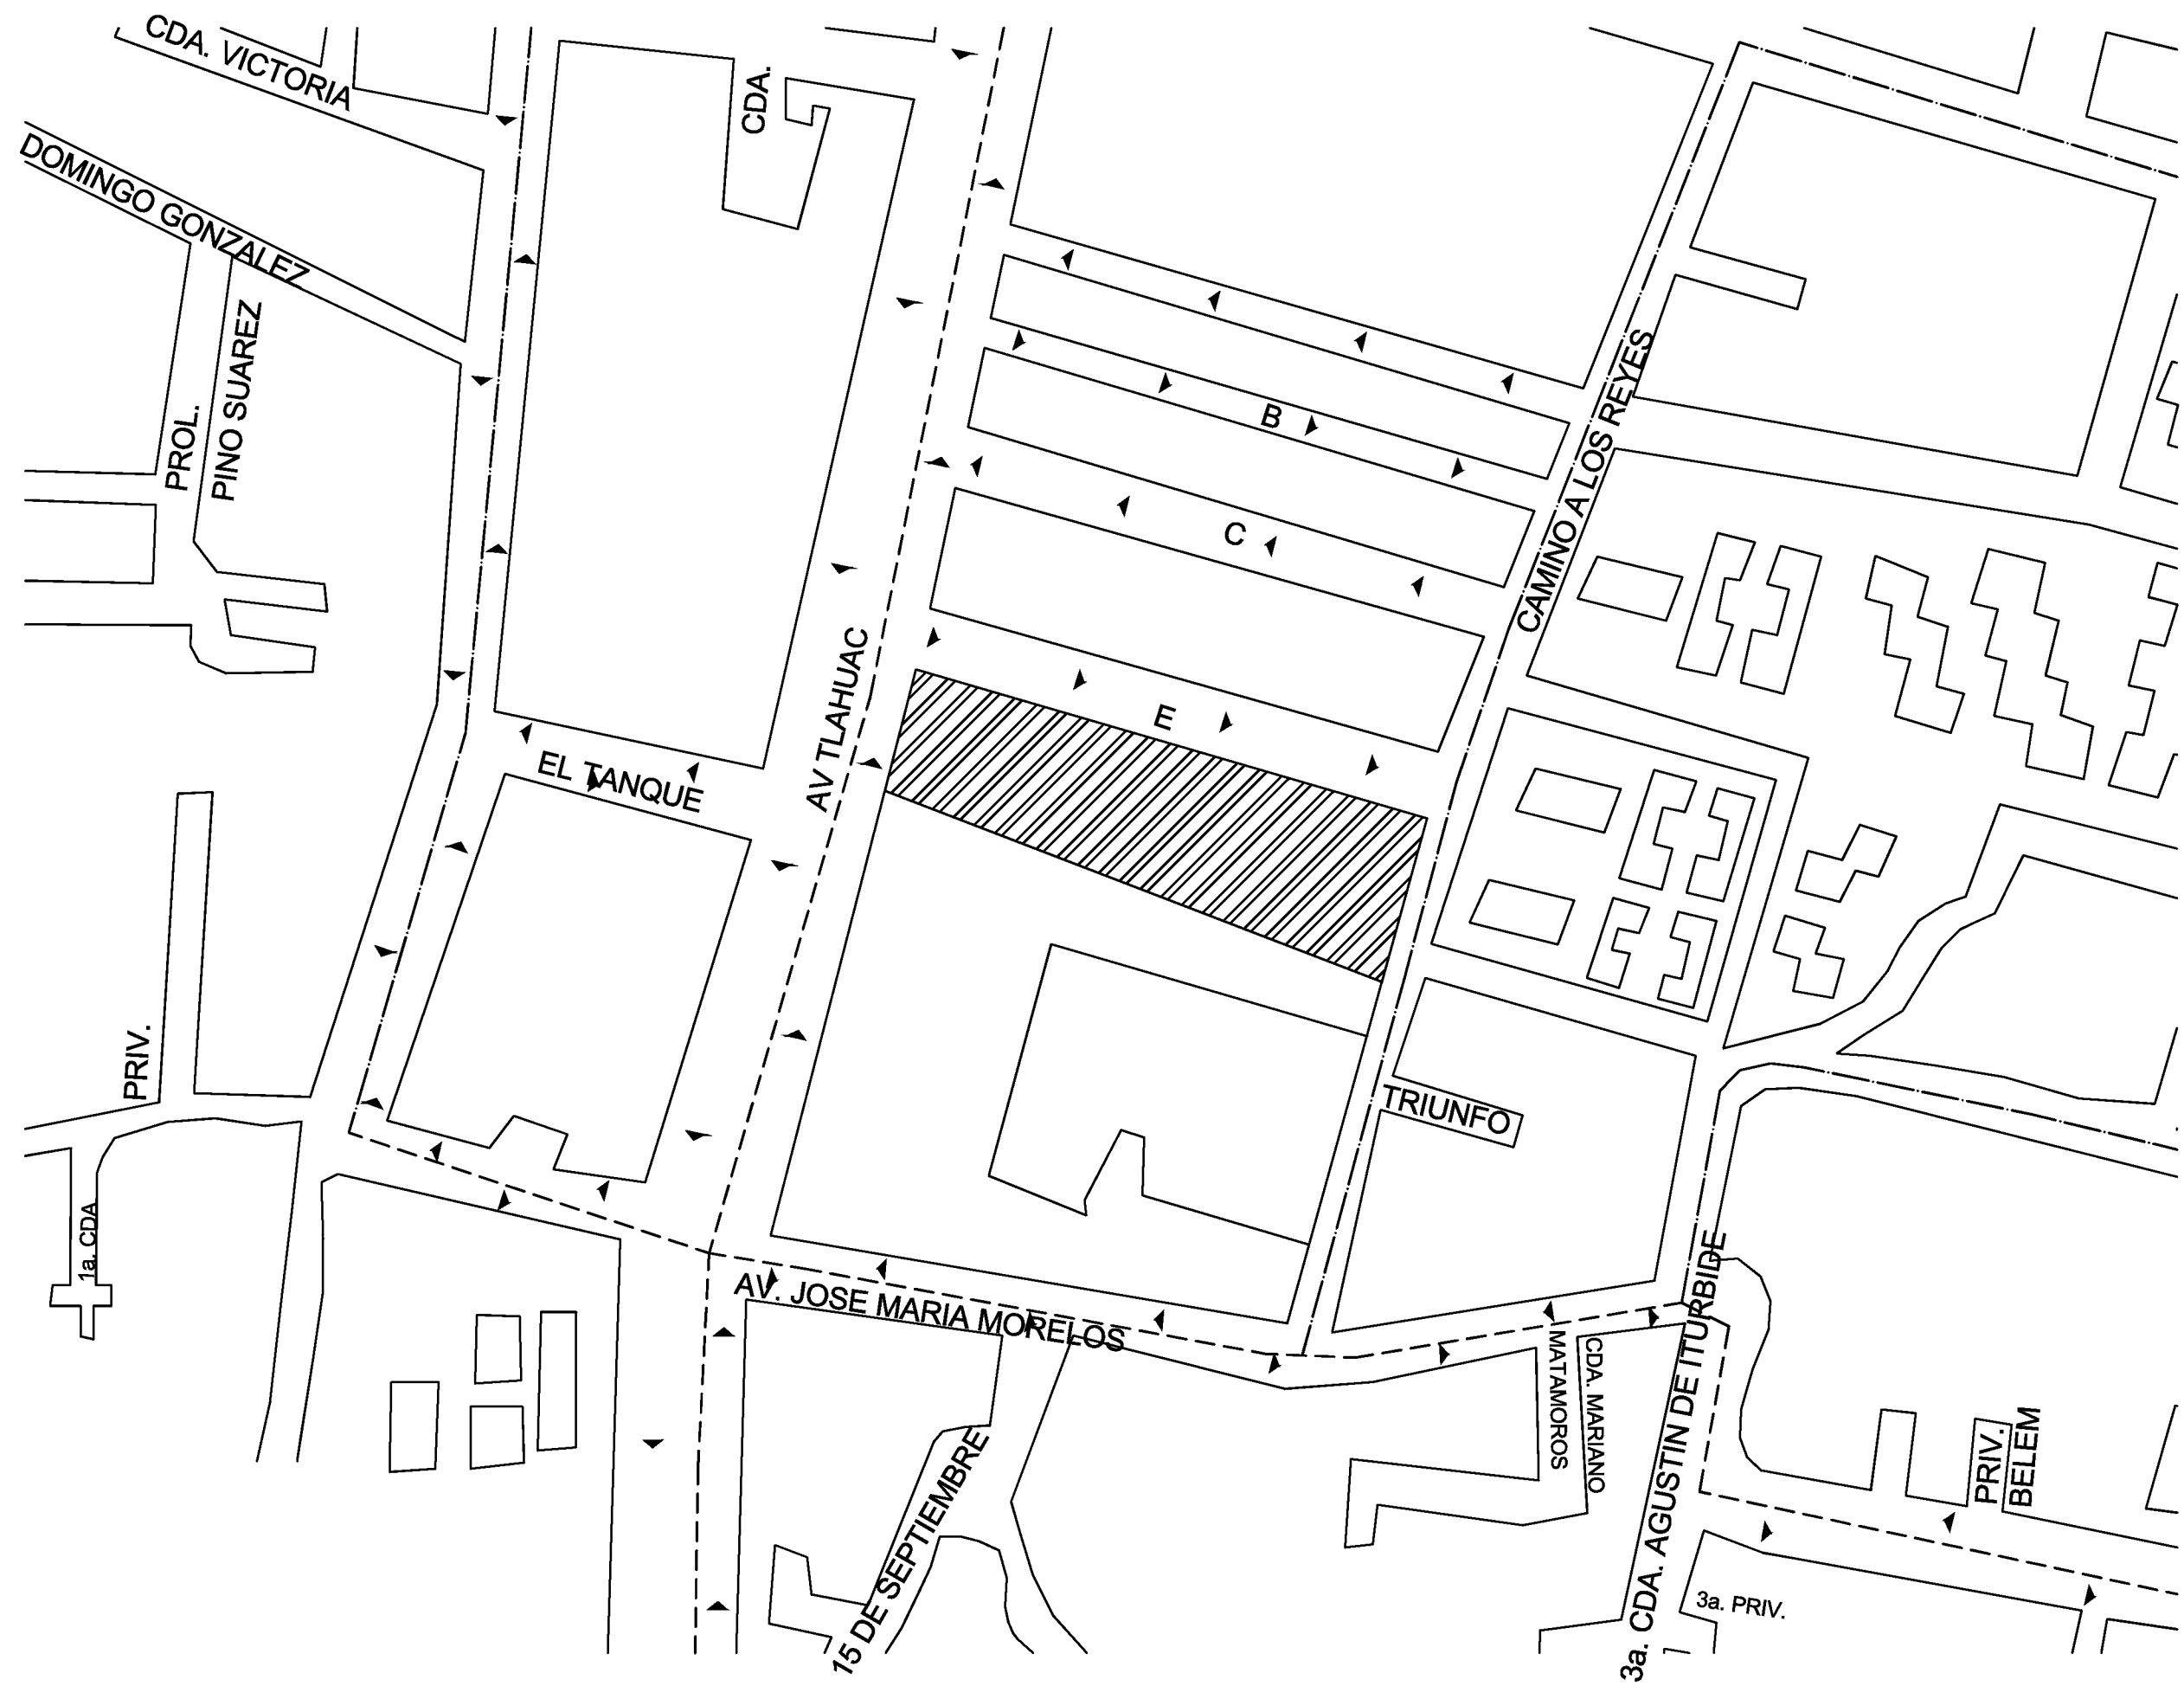 CDA. VICTORIA
CDA.
DOMINGO GONZALEZ
PROL.
PINO SUAREZ
B
C
CAMINO A LOS REYES
E
AV TLAHUAC
EL TANQUE
PRIV.
TRIUNFO
1a. CDA
AV. JOSE MARIA MORELOS
MATAMOROS
CDA. MARIANO
3a. CDA. AGUSTIN DE ITURBIDE
PRIV.
BELEM
15 DE SEPTIEMBRE
3a. PRIV.